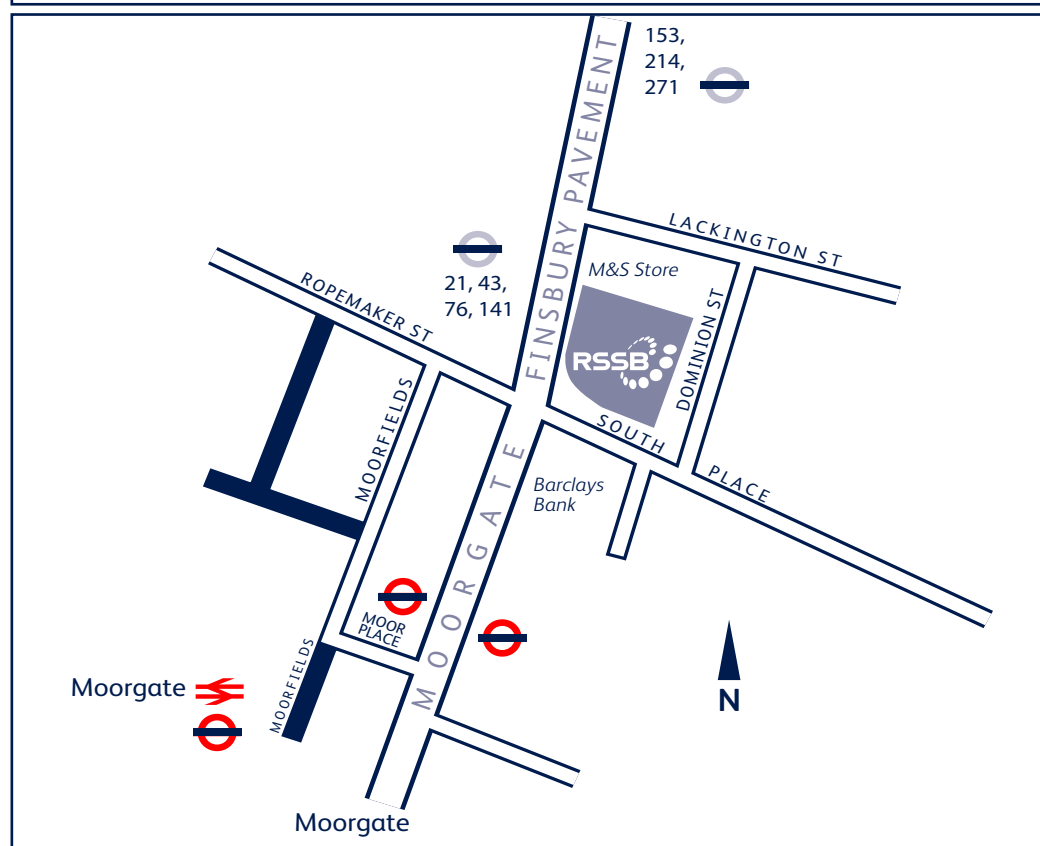 153,
214,
271
FINSBURY PAVEMENT
LACKINGTON ST
M&S Store
21, 43,
76, 141
ROPEMAKER ST
RSSB
DOMINION ST
MOORFIELDS
SOUTH PLACE
Barclays
Bank
MOORGATE
MOOR
PLACE
MOORFIELDS
Moorgate
N
Moorgate